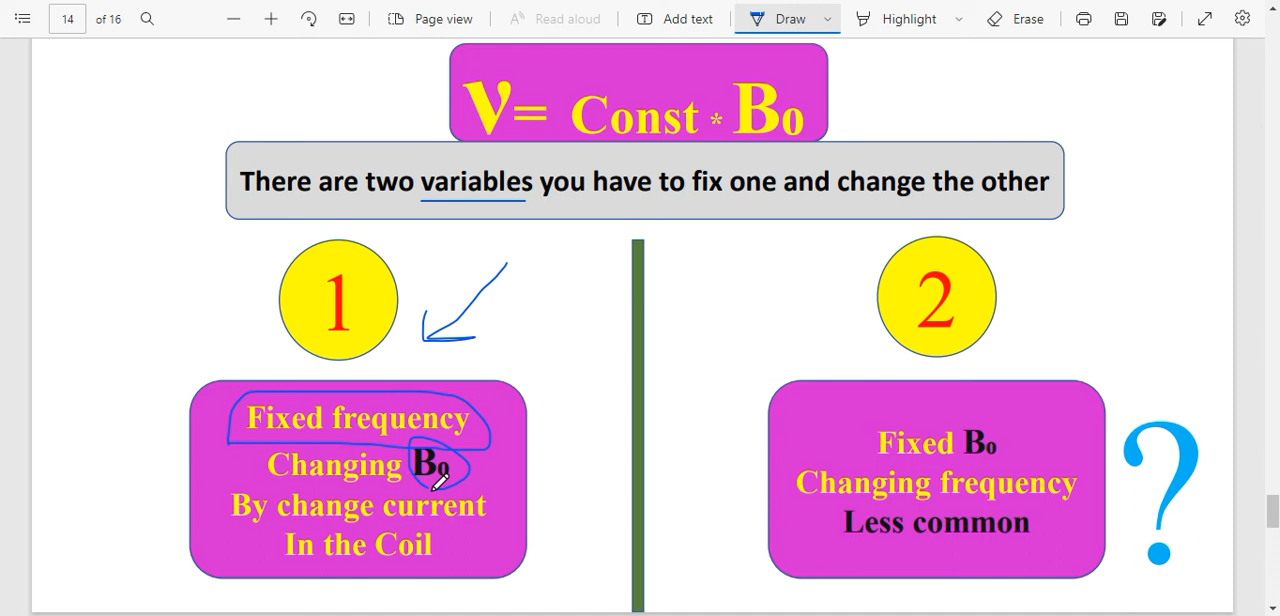 14 of 16 Page view Read aloud Add text Draw Highlight Erase
ν= Const * B₀
There are two variables you have to fix one and change the other
1
Fixed frequency
Changing B₀
By change current
In the Coil
2
Fixed B₀
Changing frequency
Less common
?